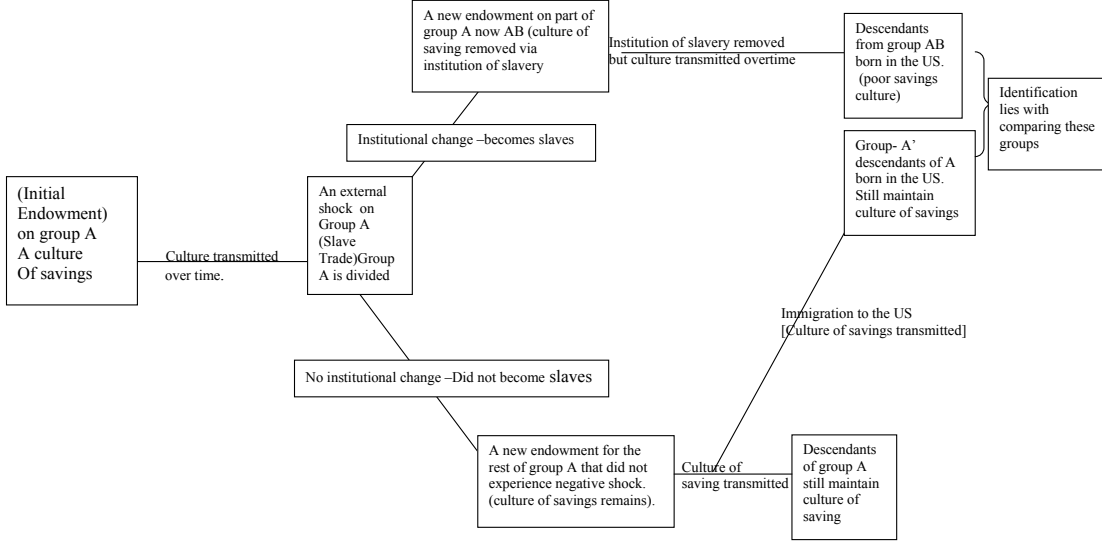 A new endowment on part of
group A now AB (culture of
saving removed via
institution of slavery
Institution of slavery removed
but culture transmitted overtime
Descendants
from group AB
born in the US.
(poor savings
culture)
Identification
lies with
comparing these
groups
Institutional change –becomes slaves
Group- A’
descendants of A
born in the US.
Still maintain
culture of savings
(Initial
Endowment)
on group A
A culture
Of savings
Culture transmitted
over time.
An external
shock on
Group A
(Slave
Trade)Group
A is divided
Immigration to the US
[Culture of savings transmitted]
No institutional change –Did not become slaves
A new endowment for the
rest of group A that did not
experience negative shock.
(culture of savings remains).
Culture of
saving transmitted
Descendants
of group A
still maintain
culture of
saving